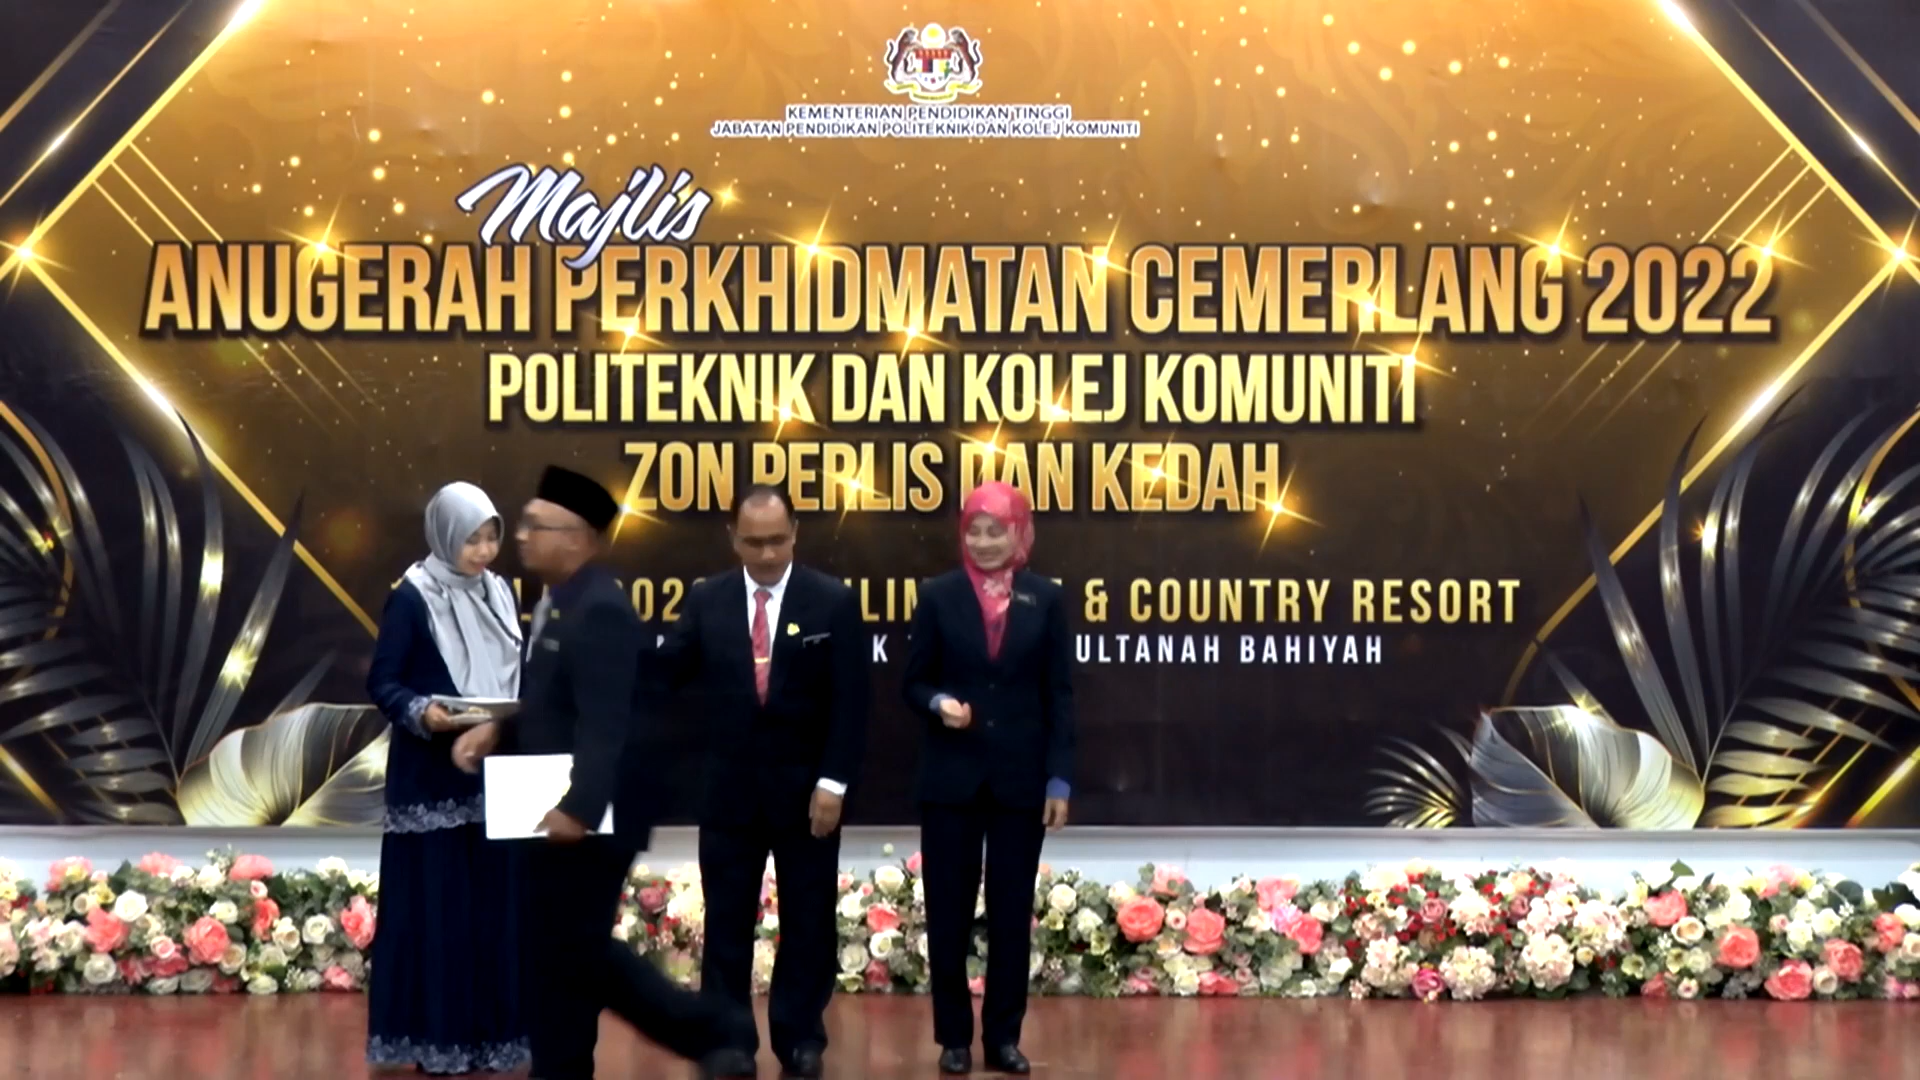 KEMENTERIAN PENDIDIKAN TINGGI
JABATAN PENDIDIKAN POLITEKNIK DAN KOLEJ KOMUNITI
Majlis
ANUGERAH PERKHIDMATAN CEMERLANG 2022
POLITEKNIK DAN KOLEJ KOMUNITI
ZON PERLIS DAN KEDAH
& COUNTRY RESORT
ULTANAH BAHIYAH